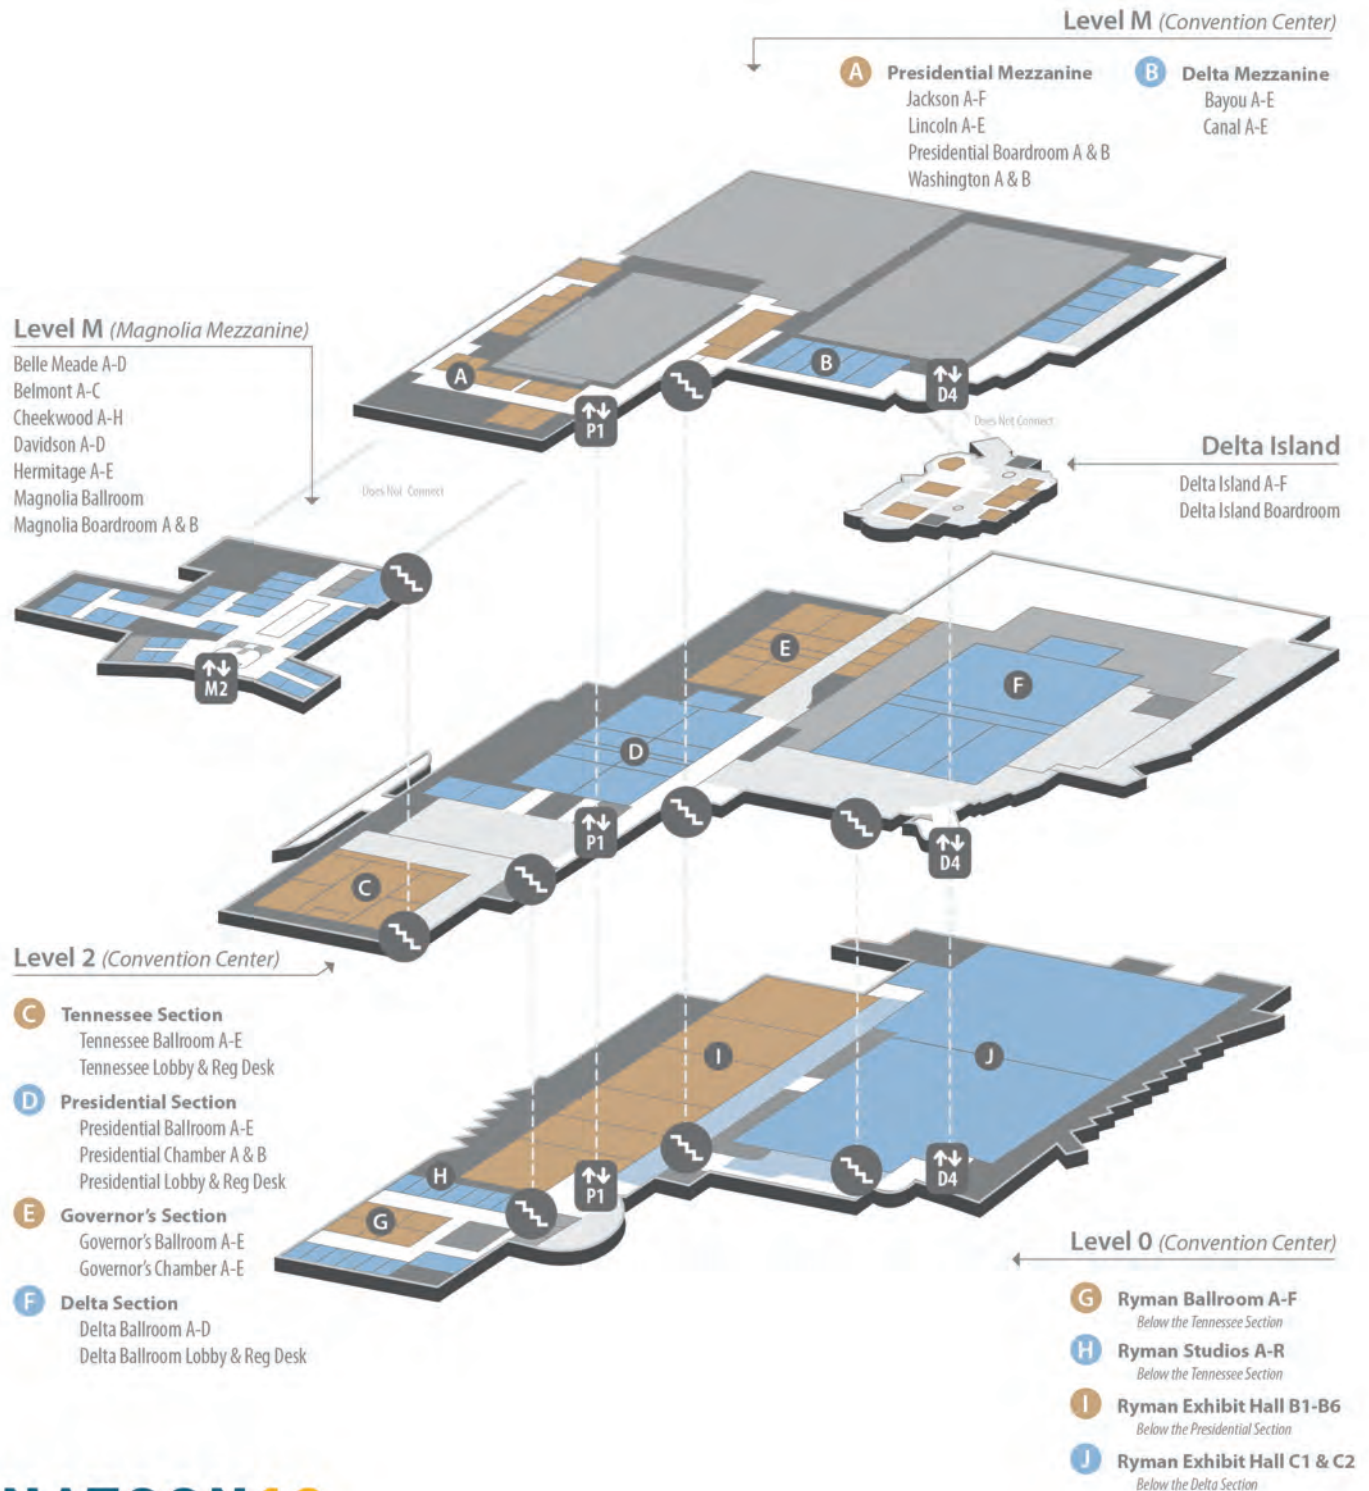 Level M (Convention Center)
A Presidential Mezzanine
Jackson A-F
Lincoln A-E
Presidential Boardroom A & B
Washington A & B
B Delta Mezzanine
Bayou A-E
Canal A-E
Level M (Magnolia Mezzanine)
Belle Meade A-D
Belmont A-C
Cheekwood A-H
Davidson A-D
Hermitage A-E
Magnolia Ballroom
Magnolia Boardroom A & B
A
B
P1
D4
Does Not Connect
Does Not Connect
Delta Island
Delta Island A-F
Delta Island Boardroom
M2
E
F
D
P1
D4
C
Level 2 (Convention Center)
C Tennessee Section
Tennessee Ballroom A-E
Tennessee Lobby & Reg Desk
D Presidential Section
Presidential Ballroom A-E
Presidential Chamber A & B
Presidential Lobby & Reg Desk
E Governor's Section
Governor's Ballroom A-E
Governor's Chamber A-E
F Delta Section
Delta Ballroom A-D
Delta Ballroom Lobby & Reg Desk
I
J
H
P1
D4
G
Level 0 (Convention Center)
G Ryman Ballroom A-F
Below the Tennessee Section
H Ryman Studios A-R
Below the Tennessee Section
I Ryman Exhibit Hall B1-B6
Below the Presidential Section
J Ryman Exhibit Hall C1 & C2
Below the Delta Section